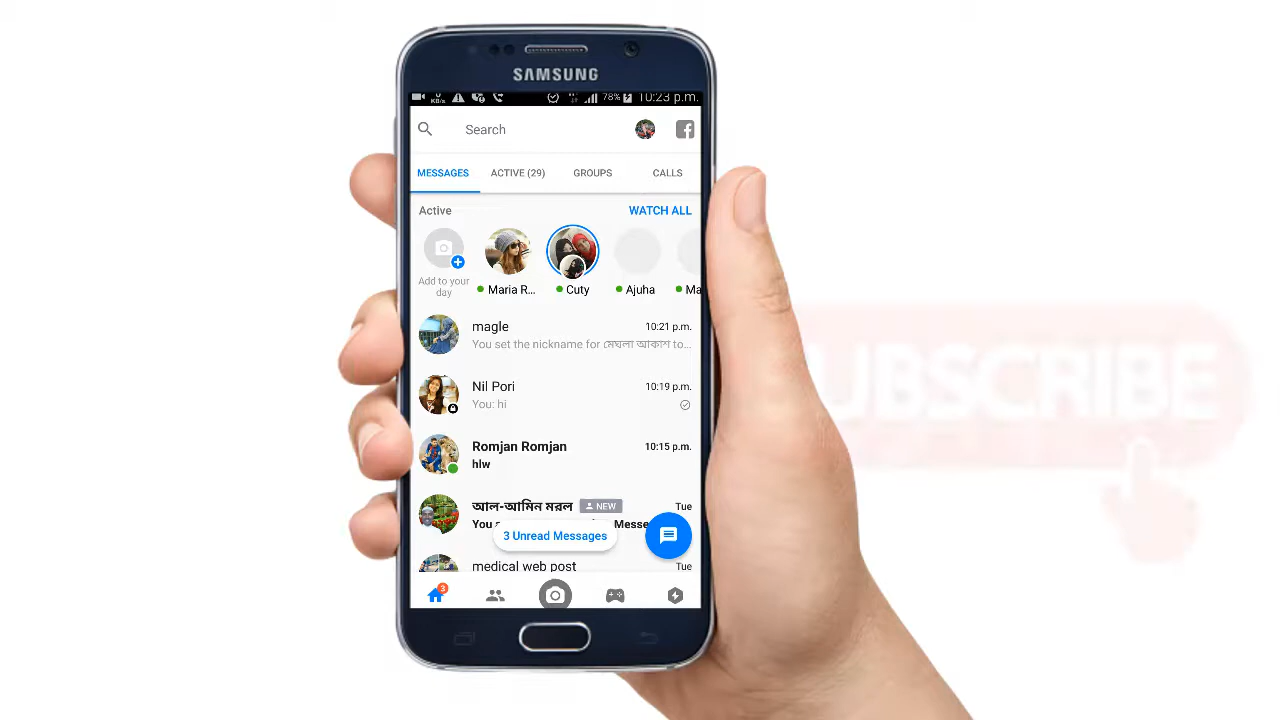 SAMSUNG
0 KB/s 78% 10:23 p.m.
Search
MESSAGES ACTIVE (29) GROUPS CALLS
Active WATCH ALL
Add to your day
Maria R... Cuty Ajuha Ma
magle 10:21 p.m.
You set the nickname for মেঘলা আকাশ to...
Nil Pori 10:19 p.m.
You: hi
Romjan Romjan 10:15 p.m.
hlw
আল-আমিন মরল NEW Tue
You Messe
3 Unread Messages
medical web post Tue
3
SUBSCRIBE